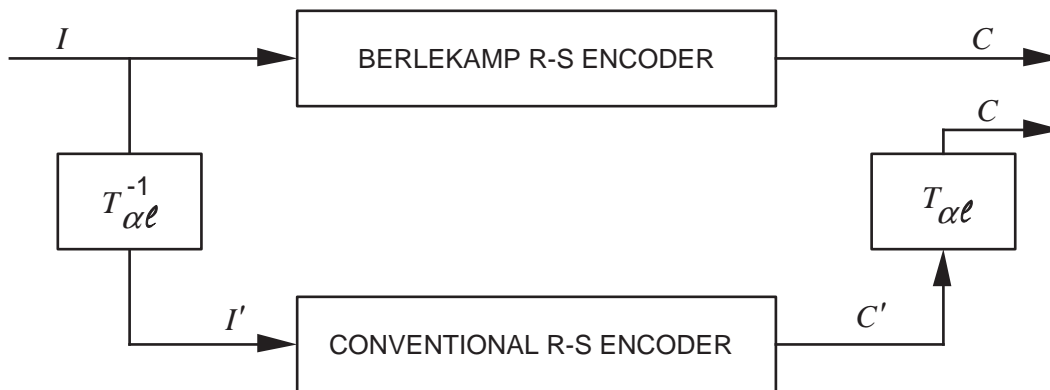 I
BERLEKAMP R-S ENCODER
C
C
T αℓ -1
T αℓ
I'
CONVENTIONAL R-S ENCODER
C'